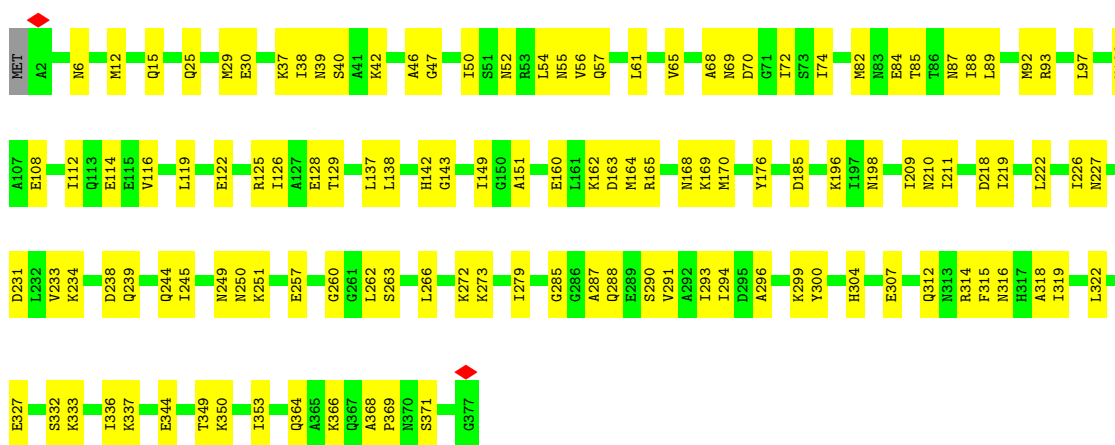 MET A2 N6 M12 Q15 Q25 M29 E30 K37 I38 N39 S40 A41 K42 A46 G47 I50 S51 N52 R53 L54 N55 V56 Q57 L61 V65 A68 N69 D70 G71 I72 S73 I74 M82 N83 E84 T85 T86 N87 I88 L89 M92 R93 L97
A107 E108 I112 Q113 E114 E115 V116 L119 E122 R125 I126 A127 E128 T129 L137 L138 H142 G143 I149 G150 A151 E160 L161 K162 D163 M164 R165 N168 K169 M170 Y176 D185 K196 I197 N198 I209 N210 I211 D218 I219 L222 I226 N227
D231 L232 V233 K234 D238 Q239 Q244 I245 N249 N250 K251 E257 G260 G261 L262 S263 L266 K272 K273 I279 G285 G286 A287 Q288 E289 S290 V291 A292 I293 I294 D295 A296 K299 Y300 H304 E307 Q312 N313 R314 F315 N316 H317 A318 I319 L322
E327 S332 K333 I336 K337 E344 T349 K350 I353 Q364 A365 K366 Q367 A368 P369 N370 S371 G377